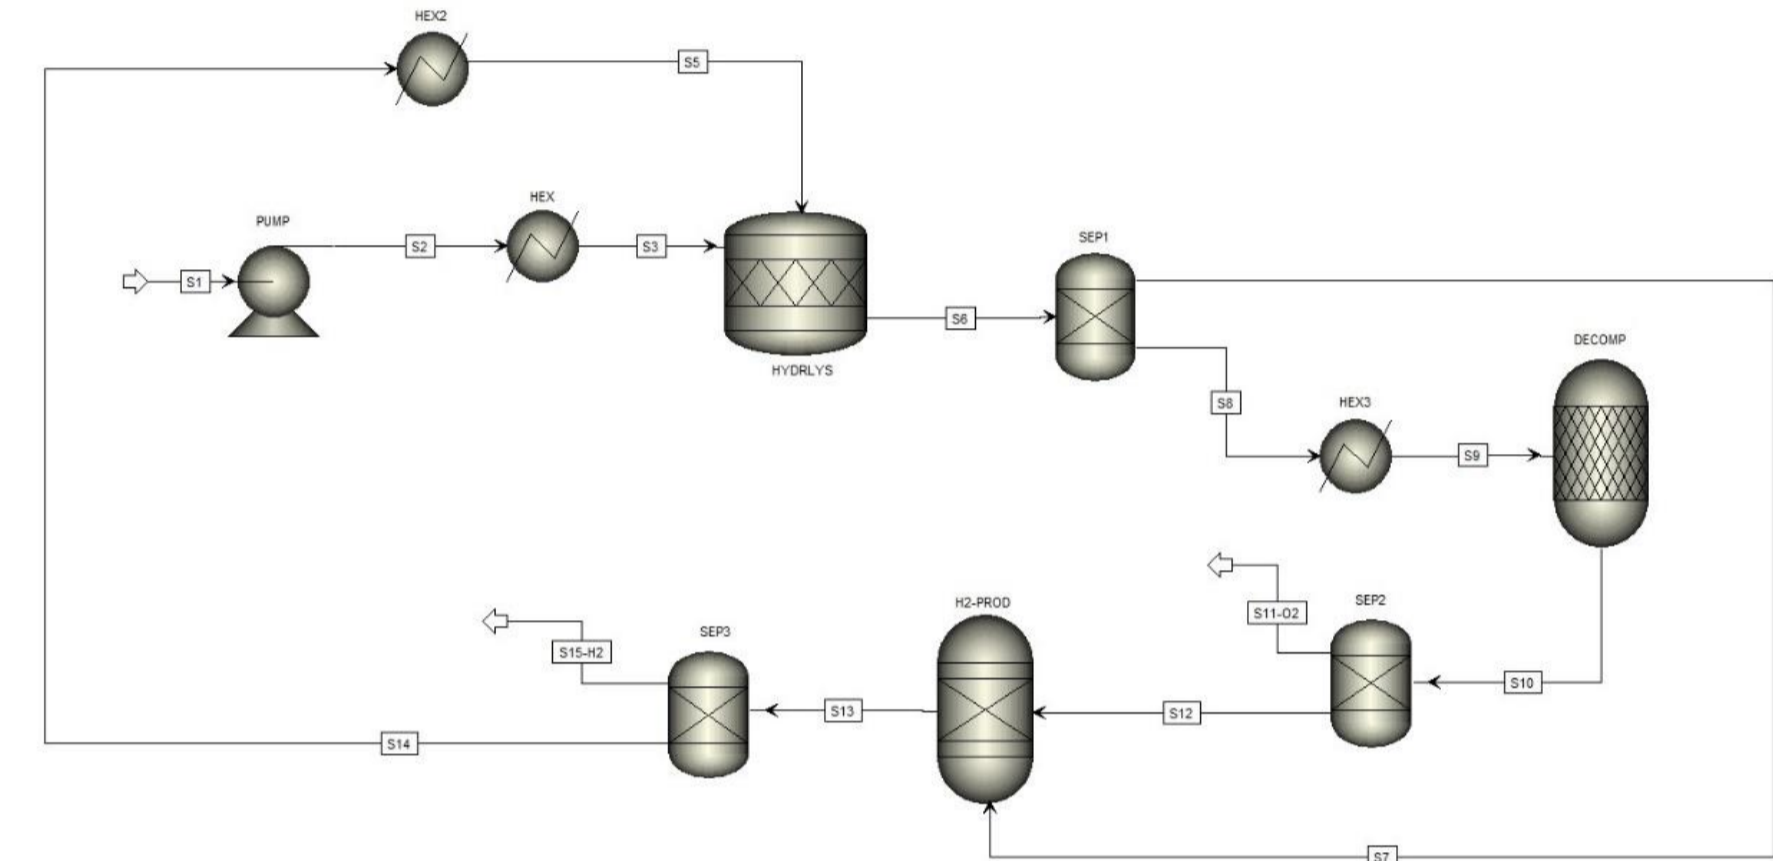 HEX2
S5
HEX
PUMP
S2
S3
SEP1
S1
S6
DECOMP
HYDRLYS
S8
HEX3
S9
H2-PROD
SEP2
S11-O2
SEP3
S15-H2
S10
S13
S12
S14
S7